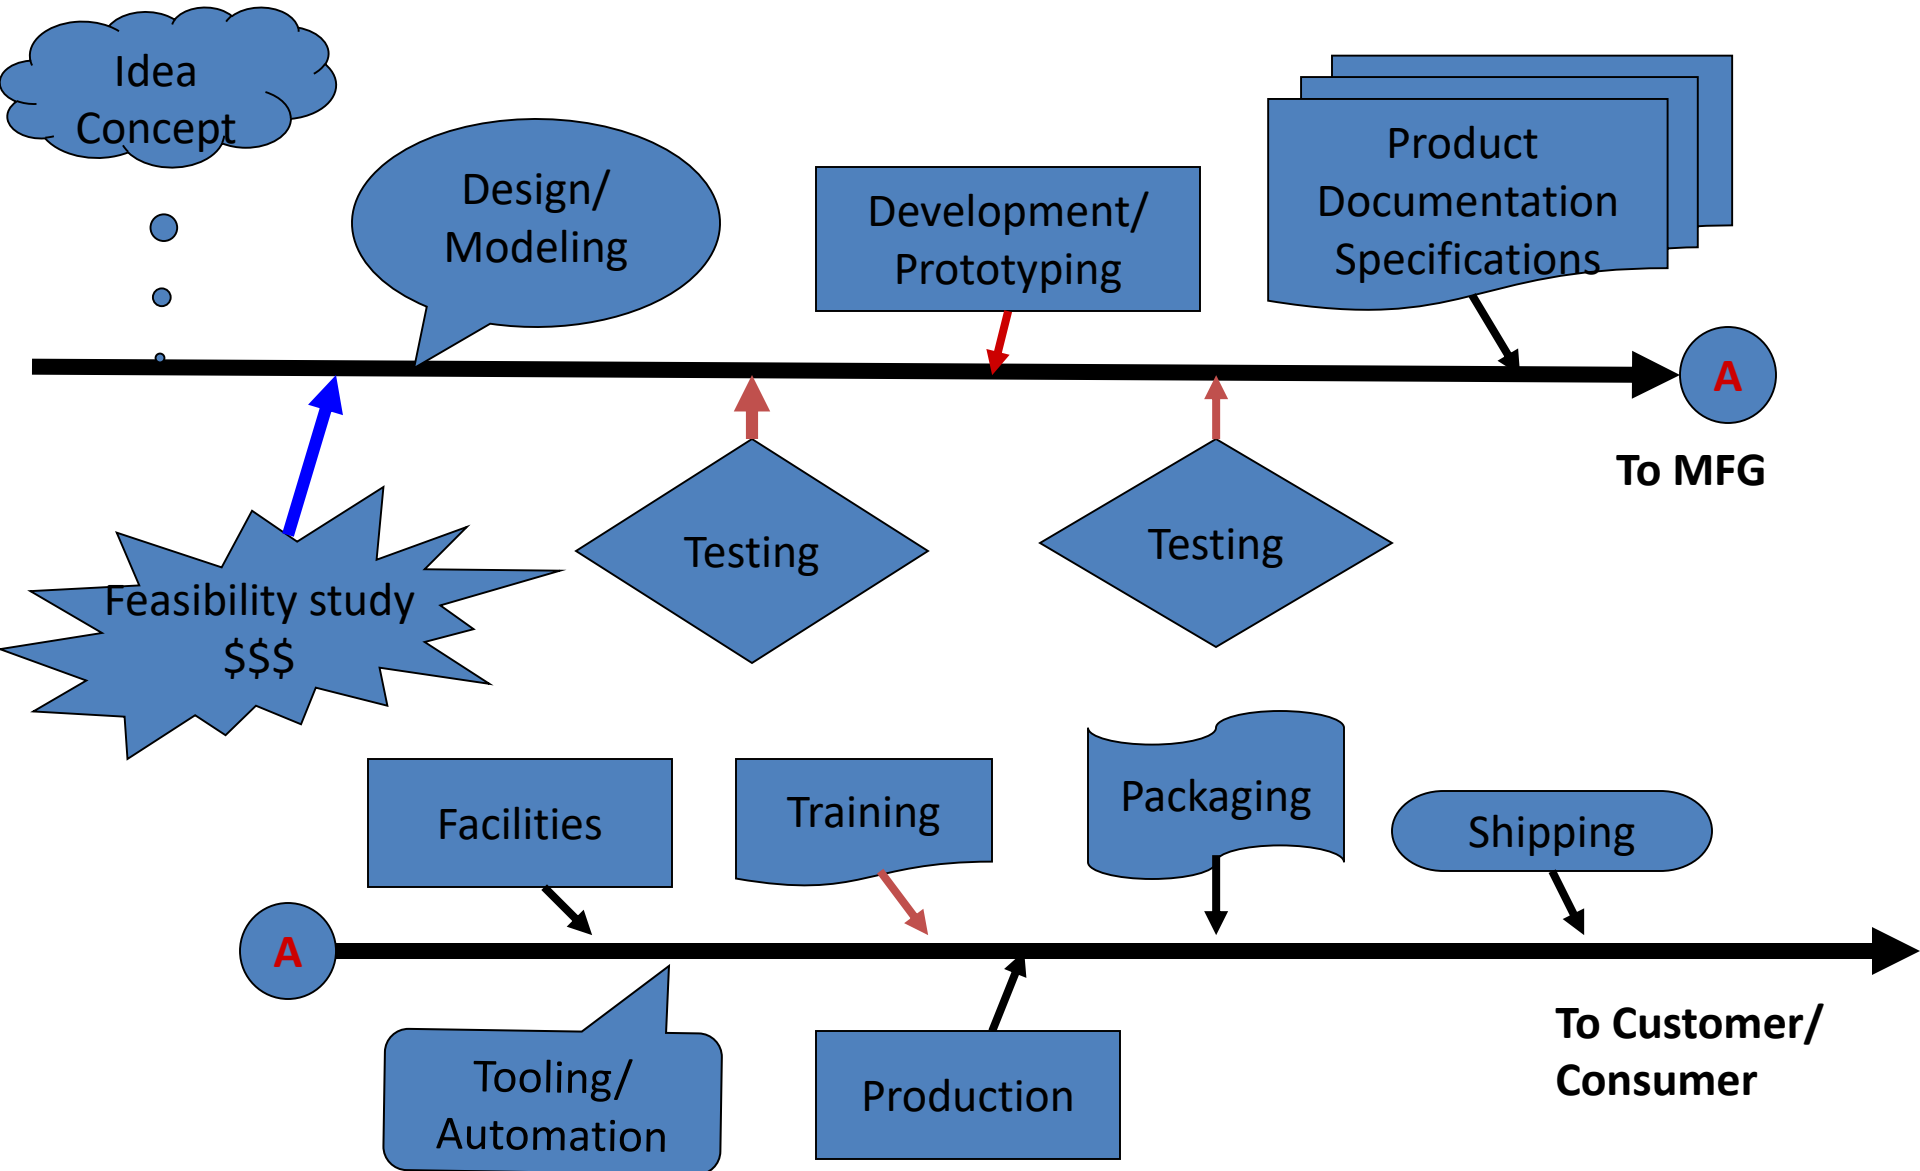 Idea
Concept
Design/
Modeling
Development/
Prototyping
Product
Documentation
Specifications
A
To MFG
Testing
Testing
Feasibility study
$$$
Facilities
Training
Packaging
Shipping
A
To Customer/
Consumer
Tooling/
Automation
Production